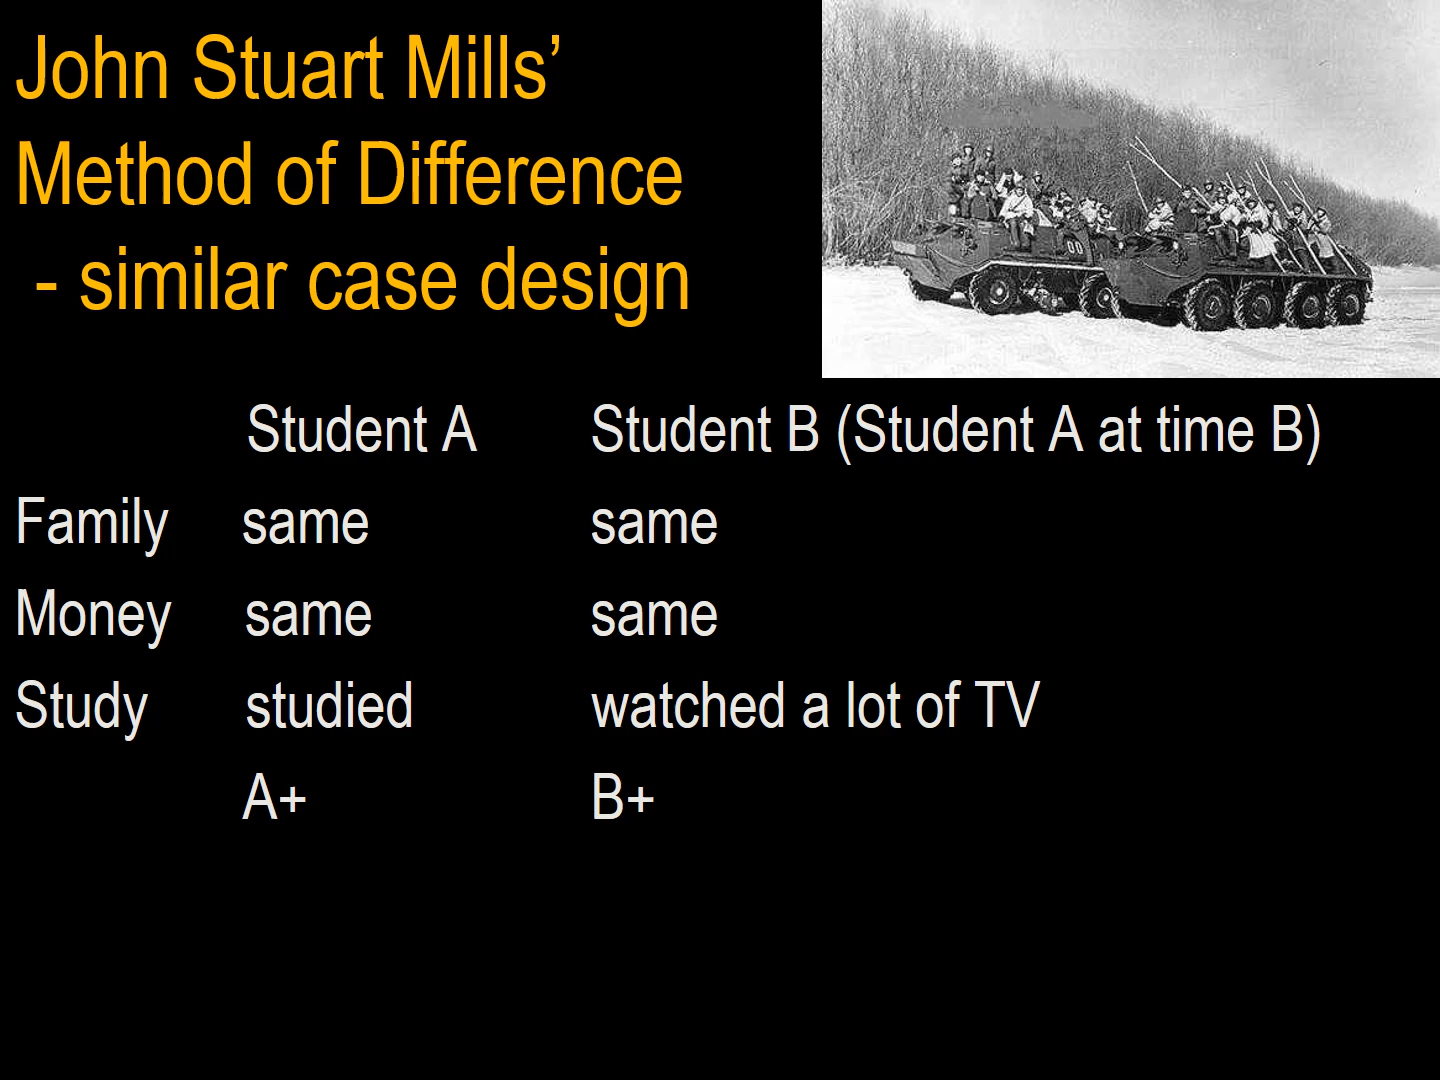 John Stuart Mills’
Method of Difference
- similar case design
Student A Student B (Student A at time B)
Family same same
Money same same
Study studied watched a lot of TV
A+ B+